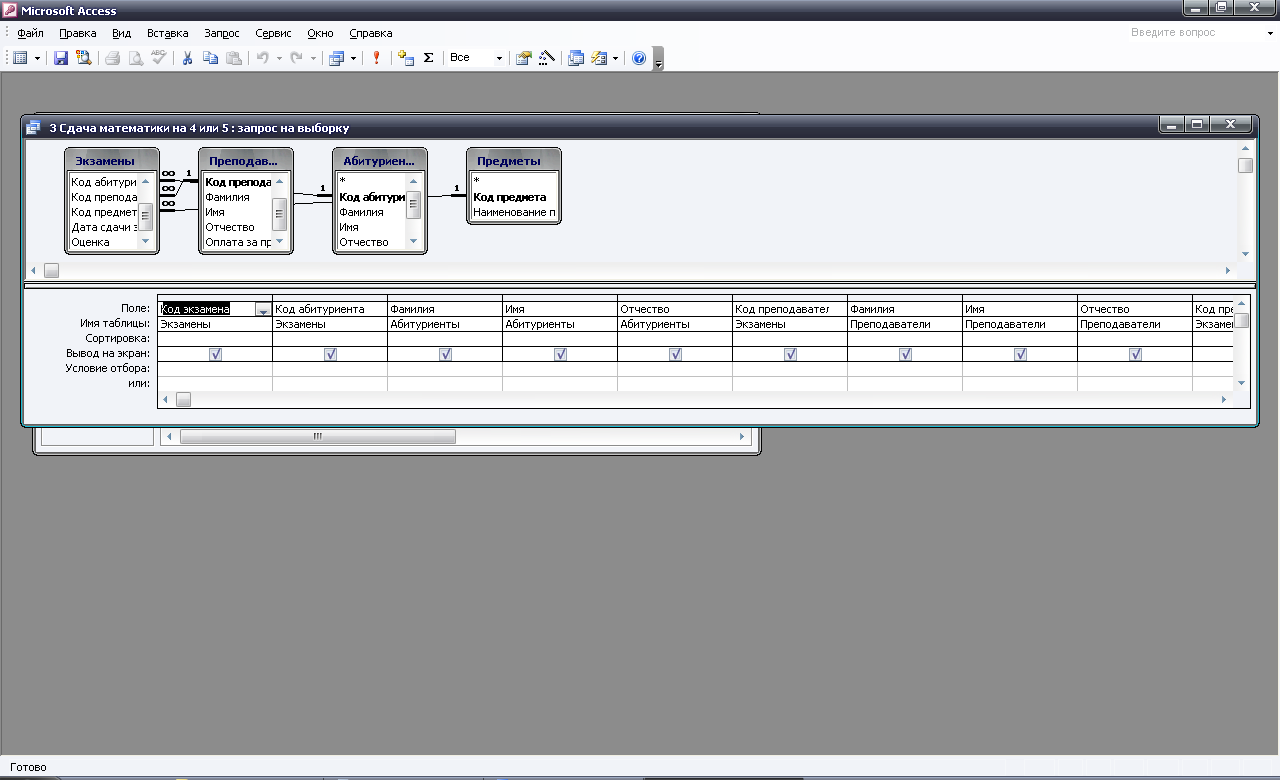 Microsoft Access
Файл Правка Вид Вставка Запрос Сервис Окно Справка
Введите вопрос
Все
3 Сдача математики на 4 или 5 : запрос на выборку
Экзамены Преподав... Абитуриен... Предметы
Код абитури
Код препода
Код предмет
Дата сдачи э
Оценка
Код препода
Фамилия
Имя
Отчество
Оплата за пр
*
Код абитури
Фамилия
Имя
Отчество
*
Код предмета
Наименование п
Поле: Код экзамена Код абитуриента Фамилия Имя Отчество Код преподавател Фамилия Имя Отчество Код пре
Имя таблицы: Экзамены Экзамены Абитуриенты Абитуриенты Абитуриенты Экзамены Преподаватели Преподаватели Преподаватели Экзамен
Сортировка:
Вывод на экран:
Условие отбора:
или:
Готово